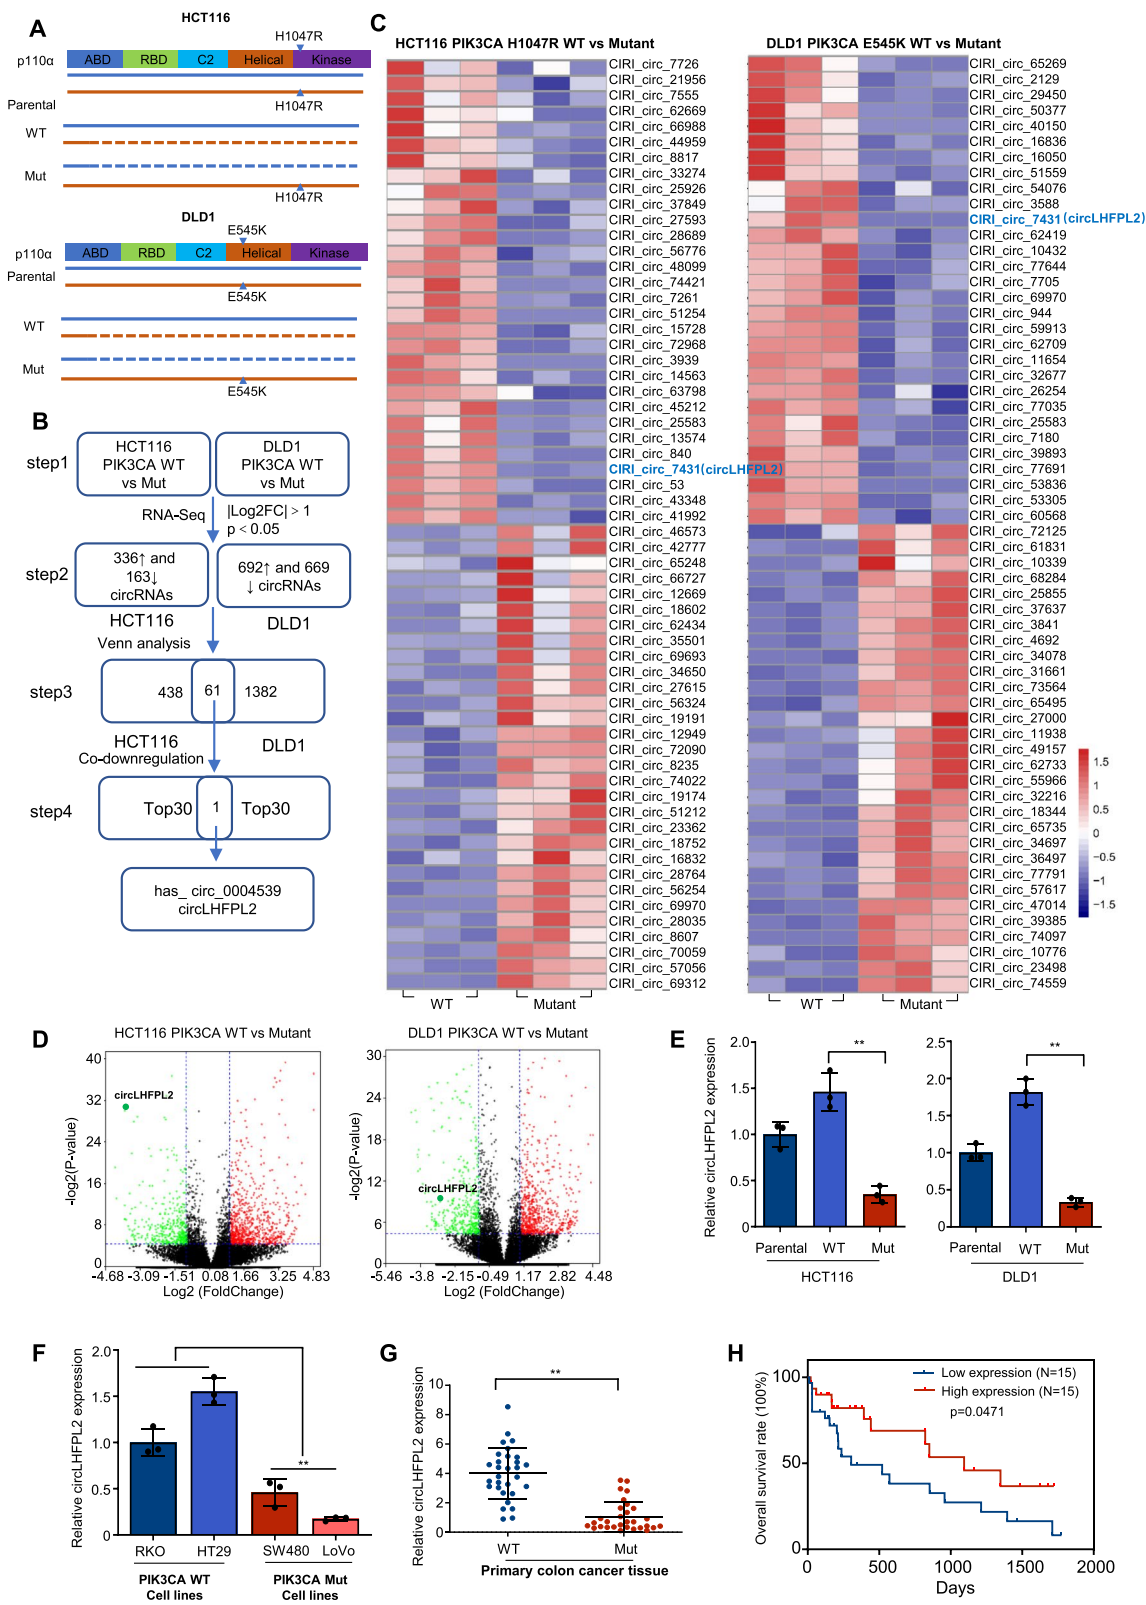 A
HCT116
H1047R
p110α
ABD
RBD
C2
Helical
Kinase
Parental
H1047R
WT
Mut
H1047R
DLD1
E545K
p110α
ABD
RBD
C2
Helical
Kinase
Parental
E545K
WT
Mut
E545K
B
step1
HCT116
PIK3CA WT
vs Mut
DLD1
PIK3CA WT
vs Mut
RNA-Seq
|Log2FC| > 1
p < 0.05
step2
336↑ and
163↓
circRNAs
692↑ and 669
↓ circRNAs
HCT116
DLD1
Venn analysis
step3
438
61
1382
HCT116
DLD1
Co-downregulation
step4
Top30
1
Top30
has_ circ_0004539
circLHFPL2
C
HCT116 PIK3CA H1047R WT vs Mutant
CIRI_circ_7726
CIRI_circ_21956
CIRI_circ_7555
CIRI_circ_62669
CIRI_circ_66988
CIRI_circ_44959
CIRI_circ_8817
CIRI_circ_33274
CIRI_circ_25926
CIRI_circ_37849
CIRI_circ_27593
CIRI_circ_28689
CIRI_circ_56776
CIRI_circ_48099
CIRI_circ_74421
CIRI_circ_7261
CIRI_circ_51254
CIRI_circ_15728
CIRI_circ_72968
CIRI_circ_3939
CIRI_circ_14563
CIRI_circ_63798
CIRI_circ_45212
CIRI_circ_25583
CIRI_circ_13574
CIRI_circ_840
CIRI_circ_7431(circLHFPL2)
CIRI_circ_53
CIRI_circ_43348
CIRI_circ_41992
CIRI_circ_46573
CIRI_circ_42777
CIRI_circ_65248
CIRI_circ_66727
CIRI_circ_12669
CIRI_circ_18602
CIRI_circ_62434
CIRI_circ_35501
CIRI_circ_69693
CIRI_circ_34650
CIRI_circ_27615
CIRI_circ_56324
CIRI_circ_19191
CIRI_circ_12949
CIRI_circ_72090
CIRI_circ_8235
CIRI_circ_74022
CIRI_circ_19174
CIRI_circ_51212
CIRI_circ_23362
CIRI_circ_18752
CIRI_circ_16832
CIRI_circ_28764
CIRI_circ_56254
CIRI_circ_69970
CIRI_circ_28035
CIRI_circ_8607
CIRI_circ_70059
CIRI_circ_57056
CIRI_circ_69312
WT
Mutant
DLD1 PIK3CA E545K WT vs Mutant
CIRI_circ_65269
CIRI_circ_2129
CIRI_circ_29450
CIRI_circ_50377
CIRI_circ_40150
CIRI_circ_16836
CIRI_circ_16050
CIRI_circ_51559
CIRI_circ_54076
CIRI_circ_3588
CIRI_circ_7431(circLHFPL2)
CIRI_circ_62419
CIRI_circ_10432
CIRI_circ_77644
CIRI_circ_7705
CIRI_circ_69970
CIRI_circ_944
CIRI_circ_59913
CIRI_circ_62709
CIRI_circ_11654
CIRI_circ_32677
CIRI_circ_26254
CIRI_circ_77035
CIRI_circ_25583
CIRI_circ_7180
CIRI_circ_39893
CIRI_circ_77691
CIRI_circ_53836
CIRI_circ_53305
CIRI_circ_60568
CIRI_circ_72125
CIRI_circ_61831
CIRI_circ_10339
CIRI_circ_68284
CIRI_circ_25855
CIRI_circ_37637
CIRI_circ_3841
CIRI_circ_4692
CIRI_circ_34078
CIRI_circ_31661
CIRI_circ_73564
CIRI_circ_65495
CIRI_circ_27000
CIRI_circ_11938
CIRI_circ_49157
CIRI_circ_62733
CIRI_circ_55966
CIRI_circ_32216
CIRI_circ_18344
CIRI_circ_65735
CIRI_circ_34697
CIRI_circ_36497
CIRI_circ_77791
CIRI_circ_57617
CIRI_circ_47014
CIRI_circ_39385
CIRI_circ_74097
CIRI_circ_10776
CIRI_circ_23498
CIRI_circ_74559
WT
Mutant
1.5
1
0.5
0
−0.5
−1
−1.5
D
HCT116 PIK3CA WT vs Mutant
-log2(P-value)
40
32
24
16
8
0
circLHFPL2
-4.68 -3.09 -1.51 0.08 1.66 3.25 4.83
Log2 (FoldChange)
DLD1 PIK3CA WT vs Mutant
-log2(P-value)
30
24
18
12
6
0
circLHFPL2
-5.46 -3.8 -2.15 -0.49 1.17 2.82 4.48
Log2 (FoldChange)
E
Relative circLHFPL2 expression
2.0
1.5
1.0
0.5
0
**
Parental WT Mut
HCT116
2.5
2.0
1.5
1.0
0.5
0
**
Parental WT Mut
DLD1
F
Relative circLHFPL2 expression
2.0
1.5
1.0
0.5
0
**
RKO HT29 SW480 LoVo
PIK3CA WT
Cell lines
PIK3CA Mut
Cell lines
G
Relative circLHFPL2 expression
10
8
6
4
2
0
**
WT Mut
Primary colon cancer tissue
H
Overall survival rate (100%)
100
50
0
Low expression (N=15)
High expression (N=15)
p=0.0471
0 500 1000 1500 2000
Days